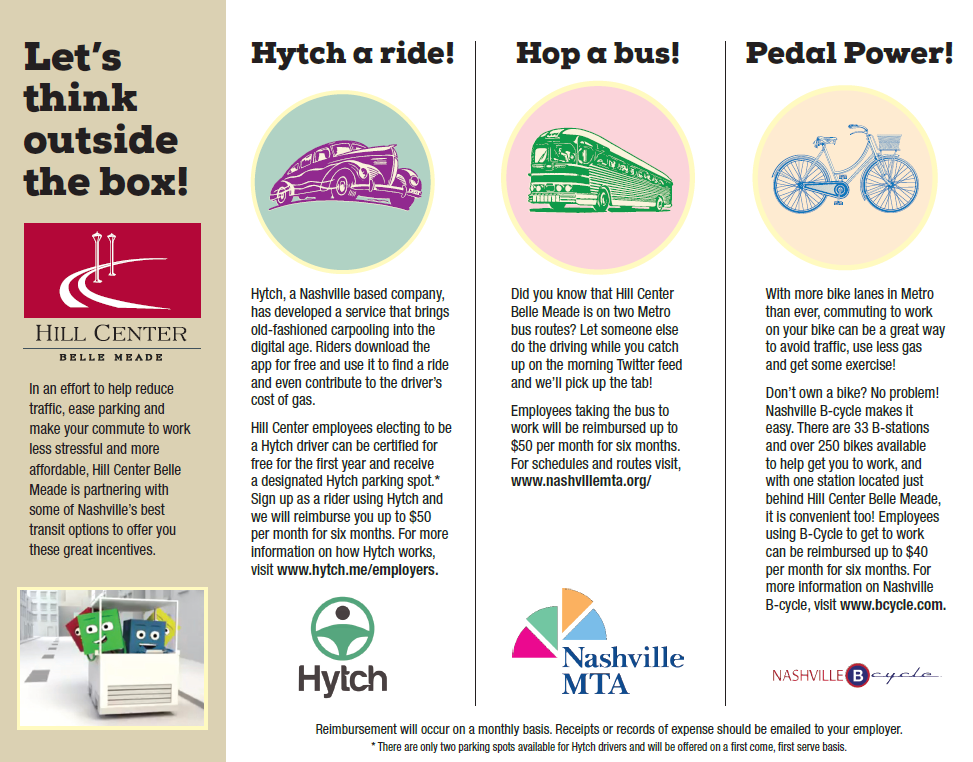 Let's
think
outside
the box!
HILL CENTER
BELLE MEADE
In an effort to help reduce
traffic, ease parking and
make your commute to work
less stressful and more
affordable, Hill Center Belle
Meade is partnering with
some of Nashville's best
transit options to offer you
these great incentives.
Hytch a ride!
Hytch, a Nashville based company,
has developed a service that brings
old-fashioned carpooling into the
digital age. Riders download the
app for free and use it to find a ride
and even contribute to the driver's
cost of gas.
Hill Center employees electing to be
a Hytch driver can be certified for
free for the first year and receive
a designated Hytch parking spot.*
Sign up as a rider using Hytch and
we will reimburse you up to $50
per month for six months. For more
information on how Hytch works,
visit www.hytch.me/employers.
Hytch
Hop a bus!
Did you know that Hill Center
Belle Meade is on two Metro
bus routes? Let someone else
do the driving while you catch
up on the morning Twitter feed
and we'll pick up the tab!
Employees taking the bus to
work will be reimbursed up to
$50 per month for six months.
For schedules and routes visit,
www.nashvillemta.org/
Nashville
MTA
Pedal Power!
With more bike lanes in Metro
than ever, commuting to work
on your bike can be a great way
to avoid traffic, use less gas
and get some exercise!
Don't own a bike? No problem!
Nashville B-cycle makes it
easy. There are 33 B-stations
and over 250 bikes available
to help get you to work, and
with one station located just
behind Hill Center Belle Meade,
it is convenient too! Employees
using B-Cycle to get to work
can be reimbursed up to $40
per month for six months. For
more information on Nashville
B-cycle, visit www.bcycle.com.
NASHVILLE B cycle
Reimbursement will occur on a monthly basis. Receipts or records of expense should be emailed to your employer.
* There are only two parking spots available for Hytch drivers and will be offered on a first come, first serve basis.